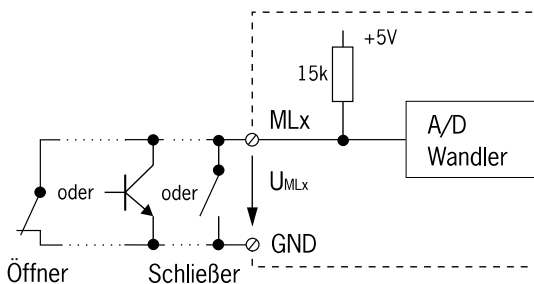 +5V
15k
MLx
A/D
Wandler
oder
oder
UMLx
GND
Öffner
Schließer